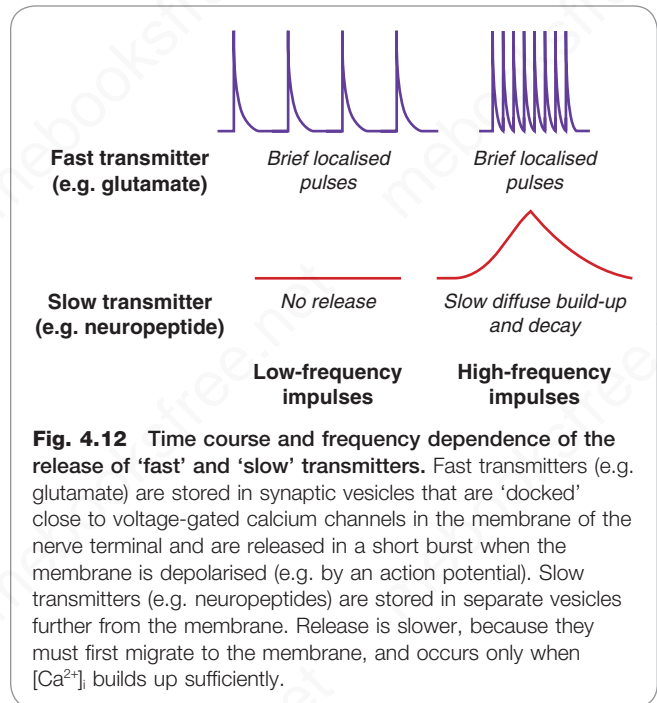 Fast transmitter
(e.g. glutamate)
Brief localised
pulses
Brief localised
pulses
Slow transmitter
(e.g. neuropeptide)
No release
Slow diffuse build-up
and decay
Low-frequency
impulses
High-frequency
impulses
Fig. 4.12 Time course and frequency dependence of the
release of ‘fast’ and ‘slow’ transmitters. Fast transmitters (e.g.
glutamate) are stored in synaptic vesicles that are ‘docked’
close to voltage-gated calcium channels in the membrane of the
nerve terminal and are released in a short burst when the
membrane is depolarised (e.g. by an action potential). Slow
transmitters (e.g. neuropeptides) are stored in separate vesicles
further from the membrane. Release is slower, because they
must first migrate to the membrane, and occurs only when
[Ca²⁺]ᵢ builds up sufficiently.